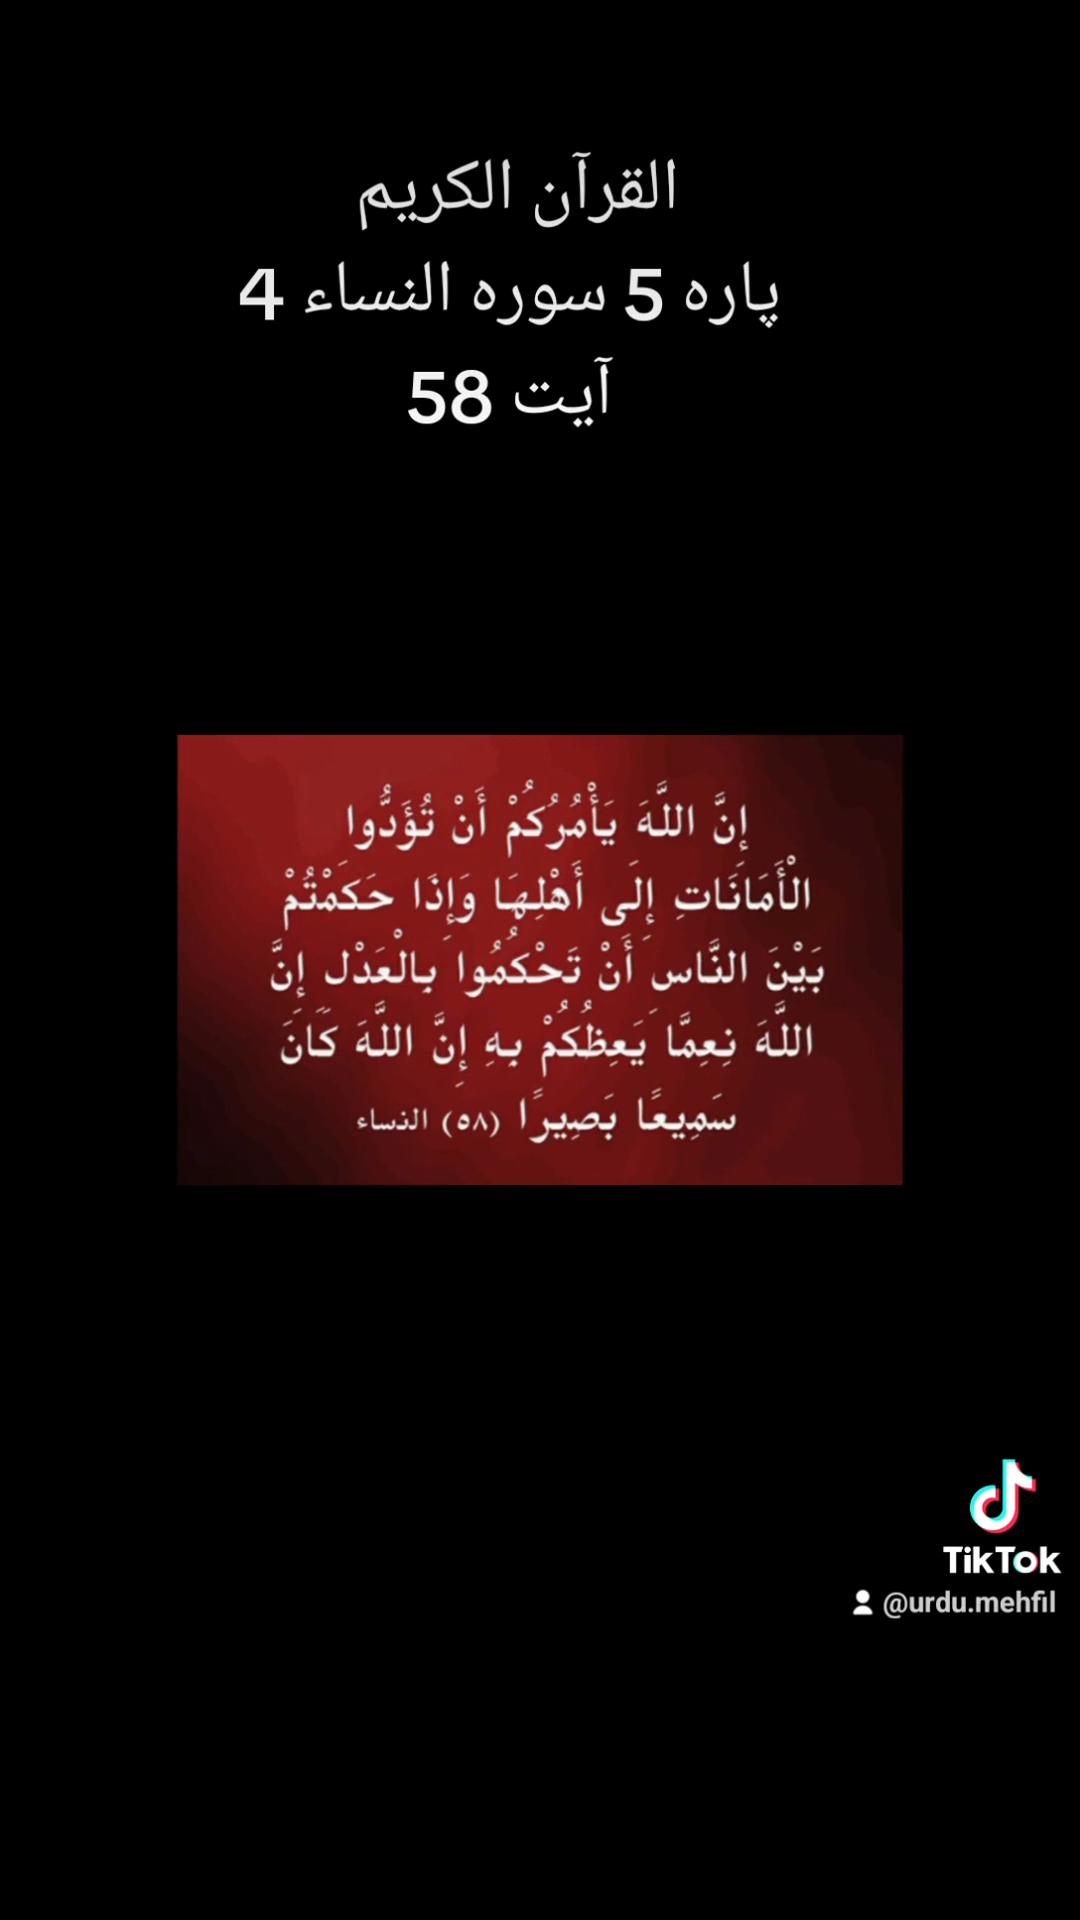 القرآن الکریم
پاره 5 سوره النساء 4
آیت 58
إِنَّ اللَّهَ يَأْمُرُكُمْ أَنْ تُؤَدُّوا
الْأَمَانَاتِ إِلَى أَهْلِهَا وَإِذَا حَكَمْتُمْ
بَيْنَ النَّاسِ أَنْ تَحْكُمُوا بِالْعَدْلِ إِنَّ
اللَّهَ نِعِمَّا يَعِظُكُمْ بِهِ إِنَّ اللَّهَ كَانَ
سَمِيعًا بَصِيرًا (٥٨) النساء
TikTok
@urdu.mehfil